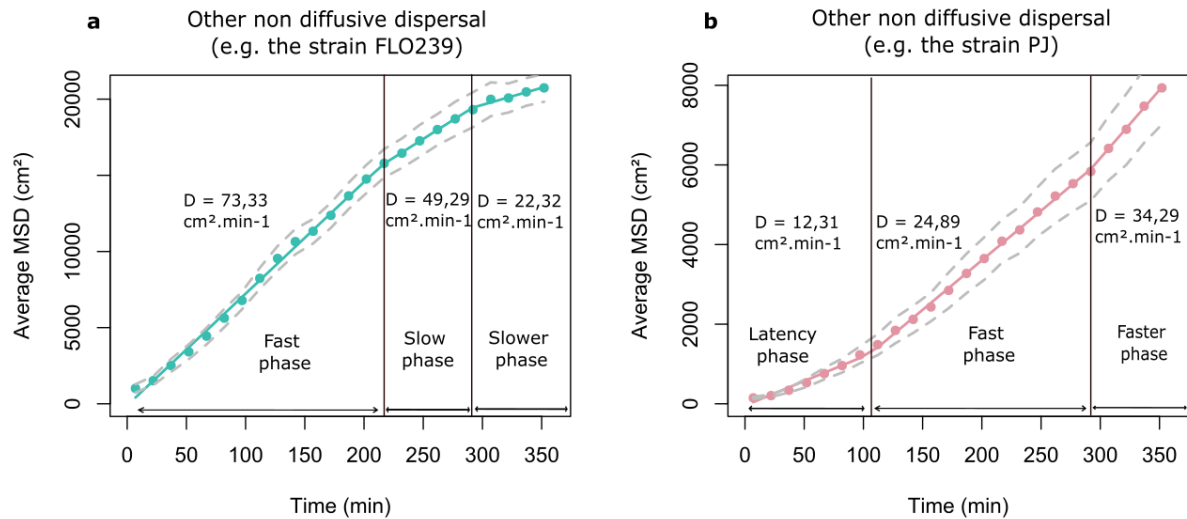 a
Other non diffusive dispersal
(e.g. the strain FLO239)
Average MSD (cm²)
20000
10000
5000
0
D = 73,33
cm².min-1
D = 49,29
cm².min-1
D = 22,32
cm².min-1
Fast
phase
Slow
phase
Slower
phase
0 50 100 150 200 250 300 350
Time (min)
b
Other non diffusive dispersal
(e.g. the strain PJ)
Average MSD (cm²)
8000
6000
4000
2000
0
D = 12,31
cm².min-1
D = 24,89
cm².min-1
D = 34,29
cm².min-1
Latency
phase
Fast
phase
Faster
phase
0 50 100 150 200 250 300 350
Time (min)